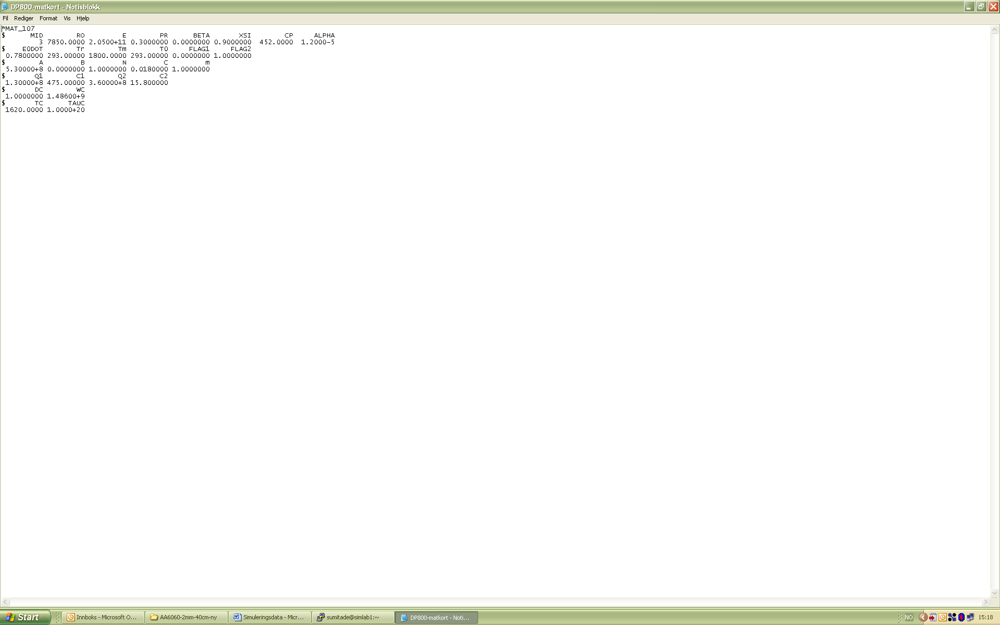 DP800-matkort - Notisblokk
Fil Rediger Format Vis Hjelp
*MAT_107
$ MID RO E PR BETA XSI CP ALPHA
3 7850.0000 2.0500+11 0.3000000 0.0000000 0.9000000 452.0000 1.2000-5
$ E0DOT Tr Tm T0 FLAG1 FLAG2
0.7800000 293.00000 1800.0000 293.00000 0.0000000 1.0000000
$ A B N C m
5.30000+8 0.0000000 1.0000000 0.0180000 1.0000000
$ Q1 C1 Q2 C2
1.30000+8 475.00000 3.60000+8 15.800000
$ DC WC
1.0000000 1.48600+9
$ TC TAUC
1620.0000 1.0000+20
Start Innboks - Microsoft O... AA6060-2mm-40cm-ny Simuleringsdata - Micr... sumitade@simlab1:~ DP800-matkort - Noti... NO 15:18